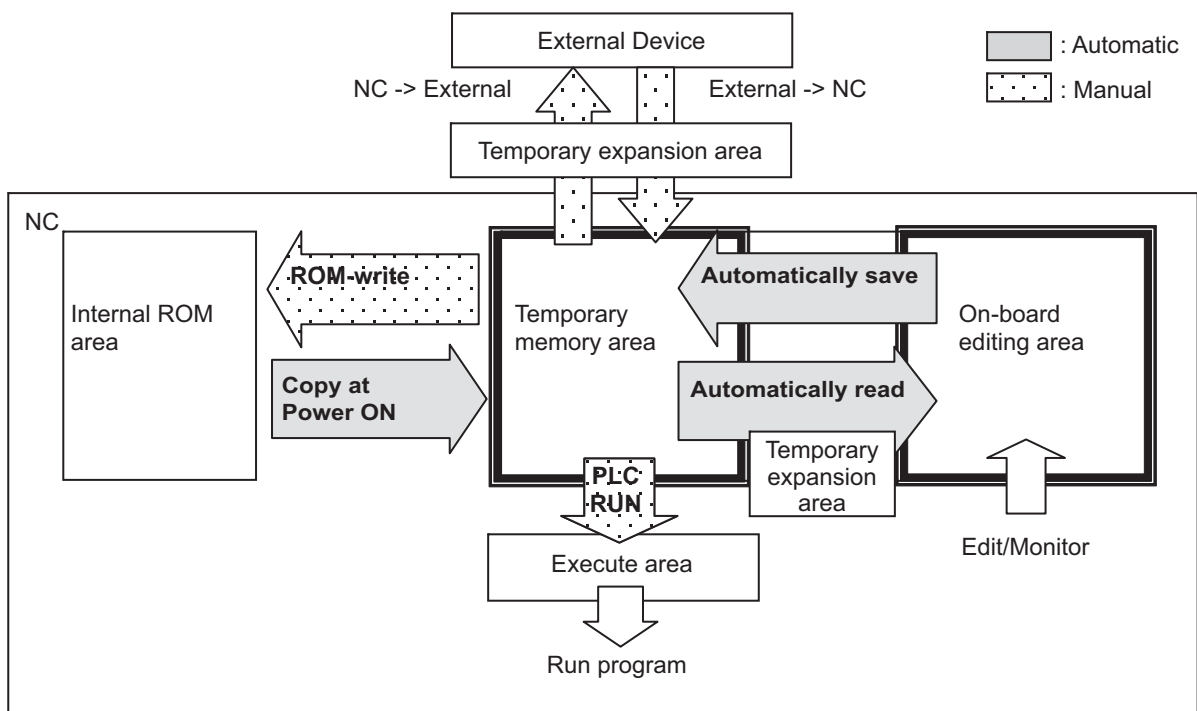 External Device
: Automatic
NC -> External
External -> NC
: Manual
Temporary expansion area
NC
Internal ROM
area
ROM-write
Temporary
memory area
Automatically save
On-board
editing area
Copy at
Power ON
Automatically read
Temporary
expansion
area
PLC
RUN
Edit/Monitor
Execute area
Run program